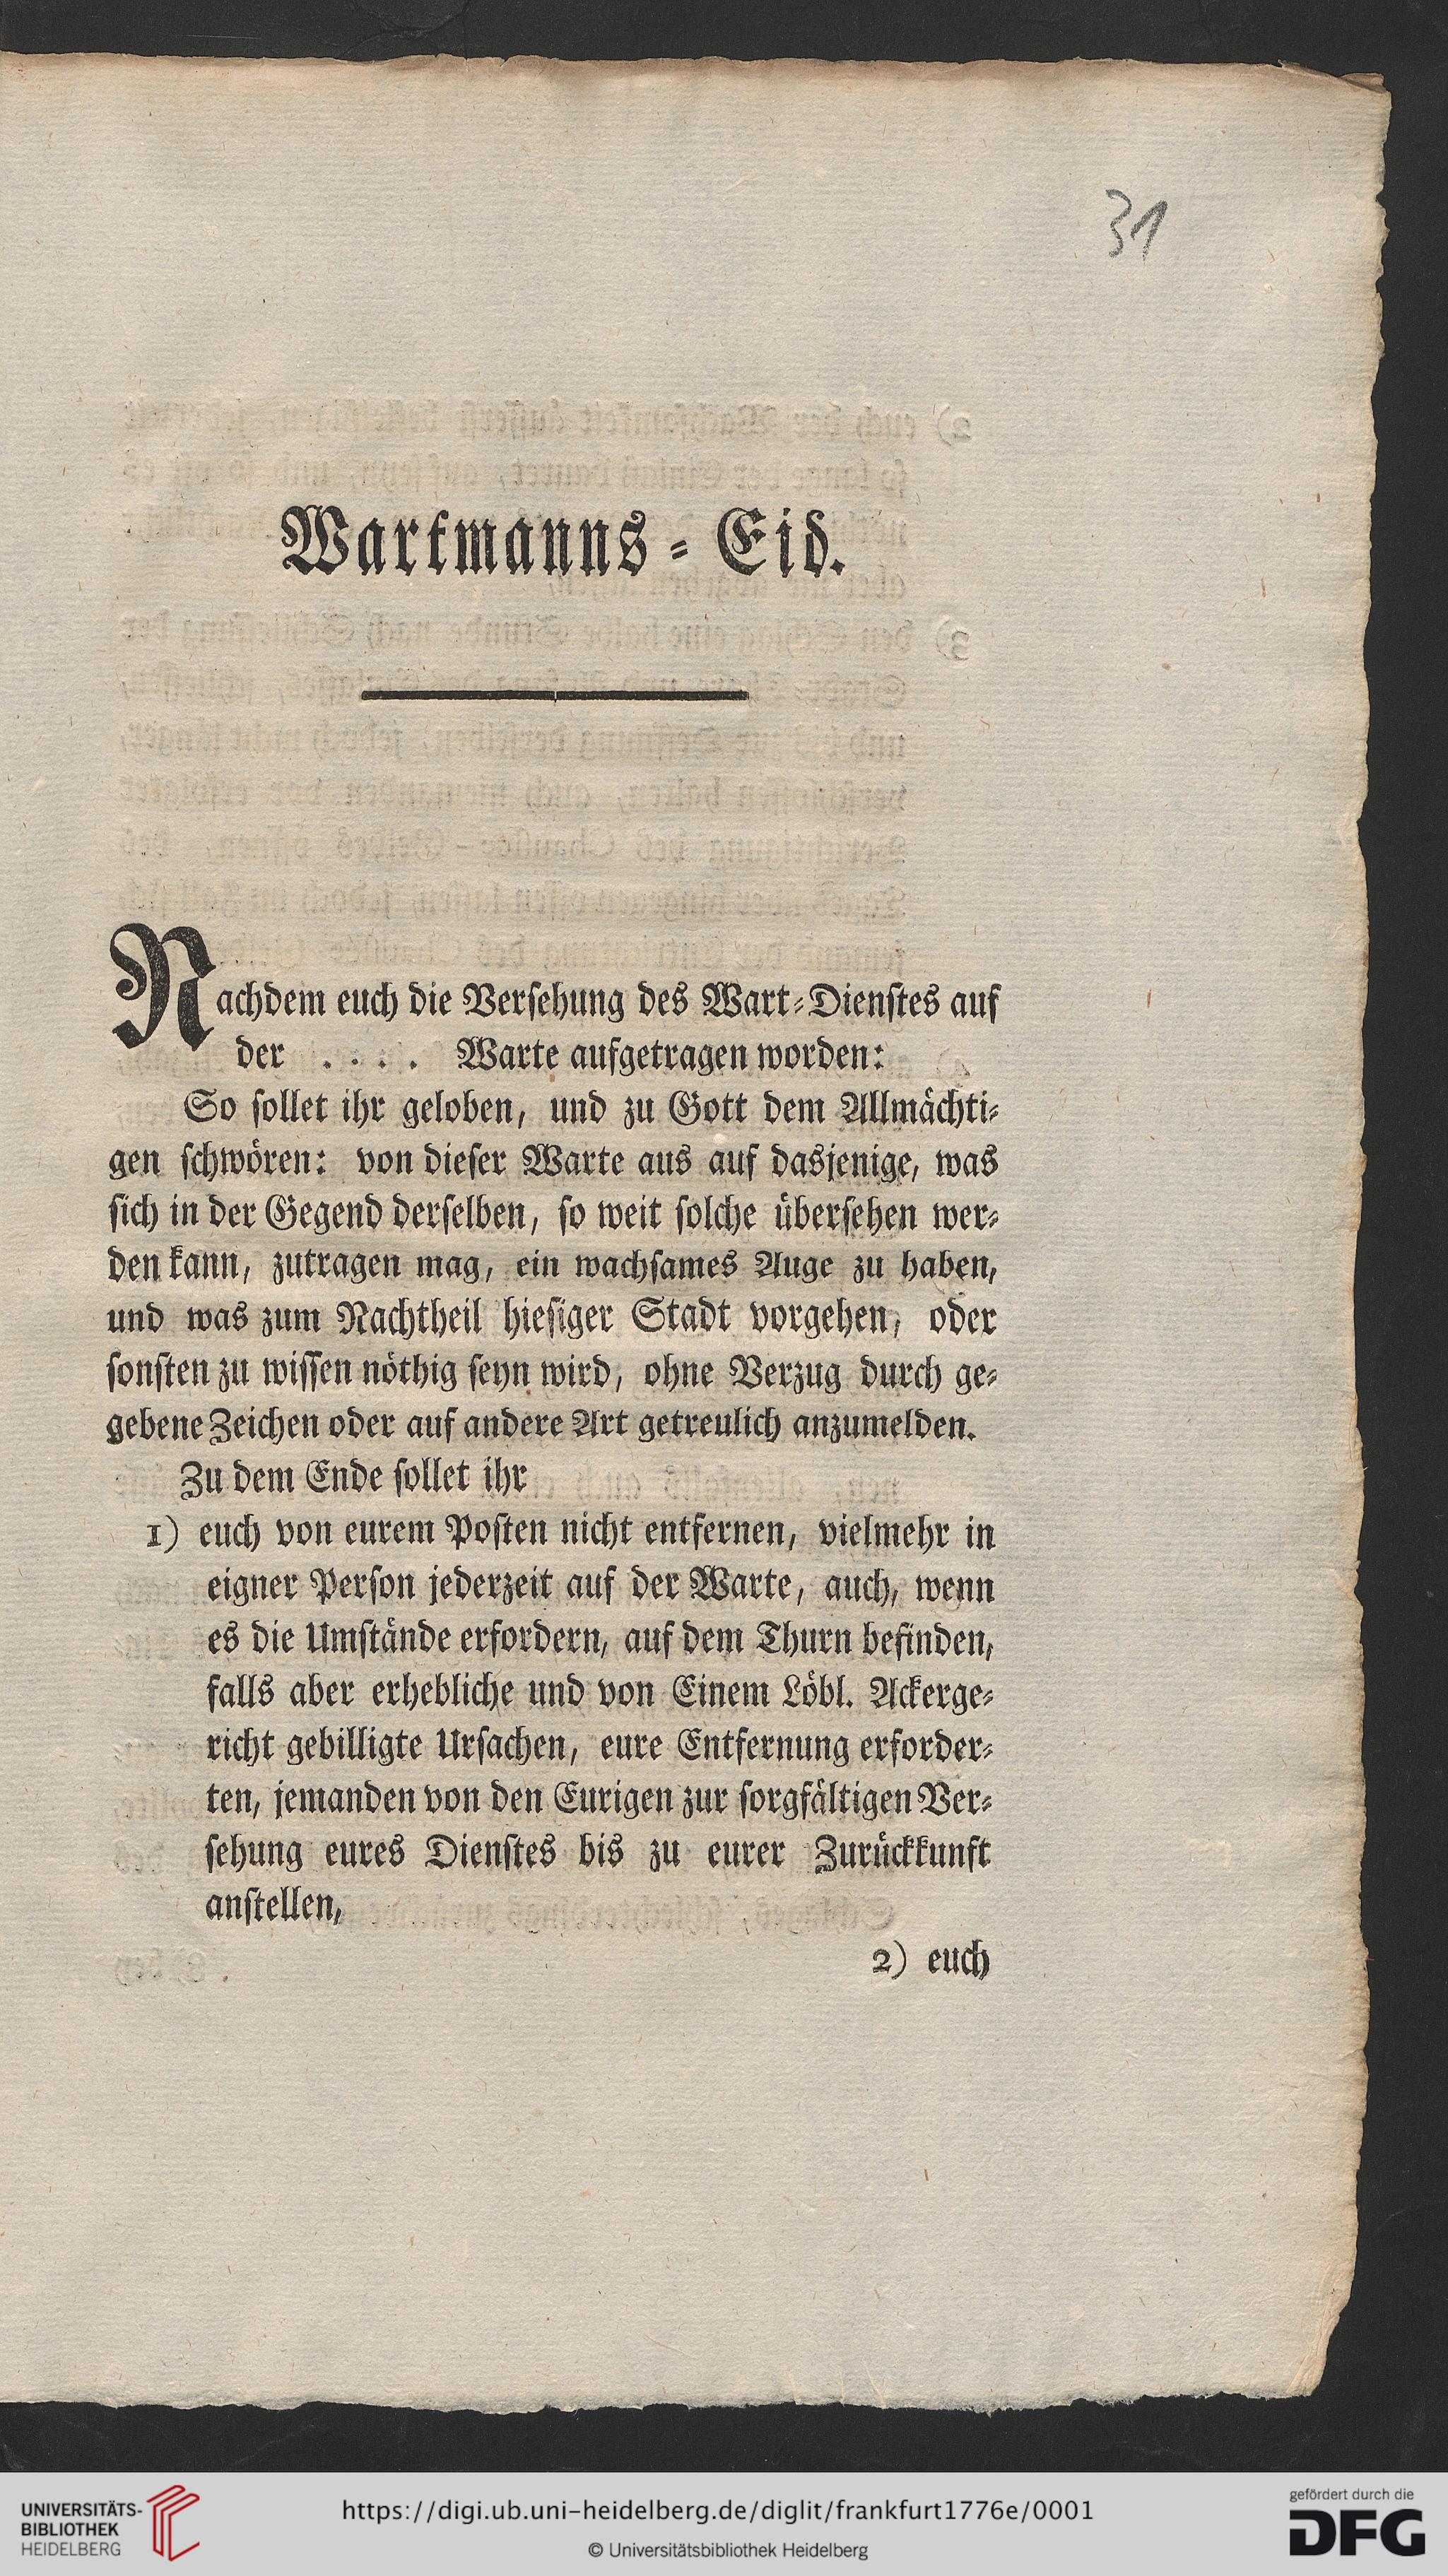 31
Wartmanns-Eid.
Nachdem euch die Versehung des Wart-Dienstes auf
der . . . . Warte aufgetragen worden:
So sollet ihr geloben, und zu Gott dem Allmächti-
gen schwören: von dieser Warte aus auf dasjenige, was
sich in der Gegend derselben, so weit solche übersehen wer-
den kann, zutragen mag, ein wachsames Auge zu haben,
und was zum Nachtheil hiesiger Stadt vorgehen, oder
sonsten zu wissen nöthig seyn wird, ohne Verzug durch ge-
gebene Zeichen oder auf andere Art getreulich anzumelden.
Zu dem Ende sollet ihr
1) euch von eurem Posten nicht entfernen, vielmehr in
eigner Person jederzeit auf der Warte, auch, wenn
es die Umstände erfordern, auf dem Thurn befinden,
falls aber erhebliche und von Einem Löbl. Ackerge-
richt gebilligte Ursachen, eure Entfernung erforder-
ten, jemanden von den Eurigen zur sorgfältigen Ver-
sehung eures Dienstes bis zu eurer Zurückkunft
anstellen,
2) euch
UNIVERSITÄTS-
BIBLIOTHEK
HEIDELBERG
https://digi.ub.uni-heidelberg.de/diglit/frankfurt1776e/0001
© Universitätsbibliothek Heidelberg
gefördert durch die
DFG